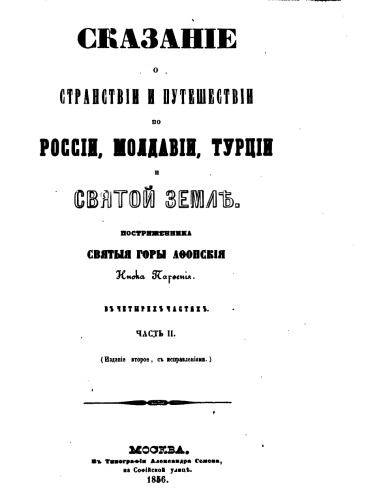 СКАЗАНІЕ
О
СТРАНСТВІИ И ПУТЕШЕСТВІИ
ПО
РОССІИ, МОЛДАВІИ, ТУРЦІИ
И
СВЯТОЙ ЗЕМЛѢ.
ПОСТРИЖЕННИКА
СВЯТЫЯ ГОРЫ АѲОНСКІЯ
Инока Парѳенія.
ВЪ ЧЕТЫРЕХЪ ЧАСТЯХЪ.
ЧАСТЬ II.
(Изданіе второе, съ исправленіями.)
МОСКВА.
Въ Типографіи Александра Семена,
на Софійской улицѣ.
1856.